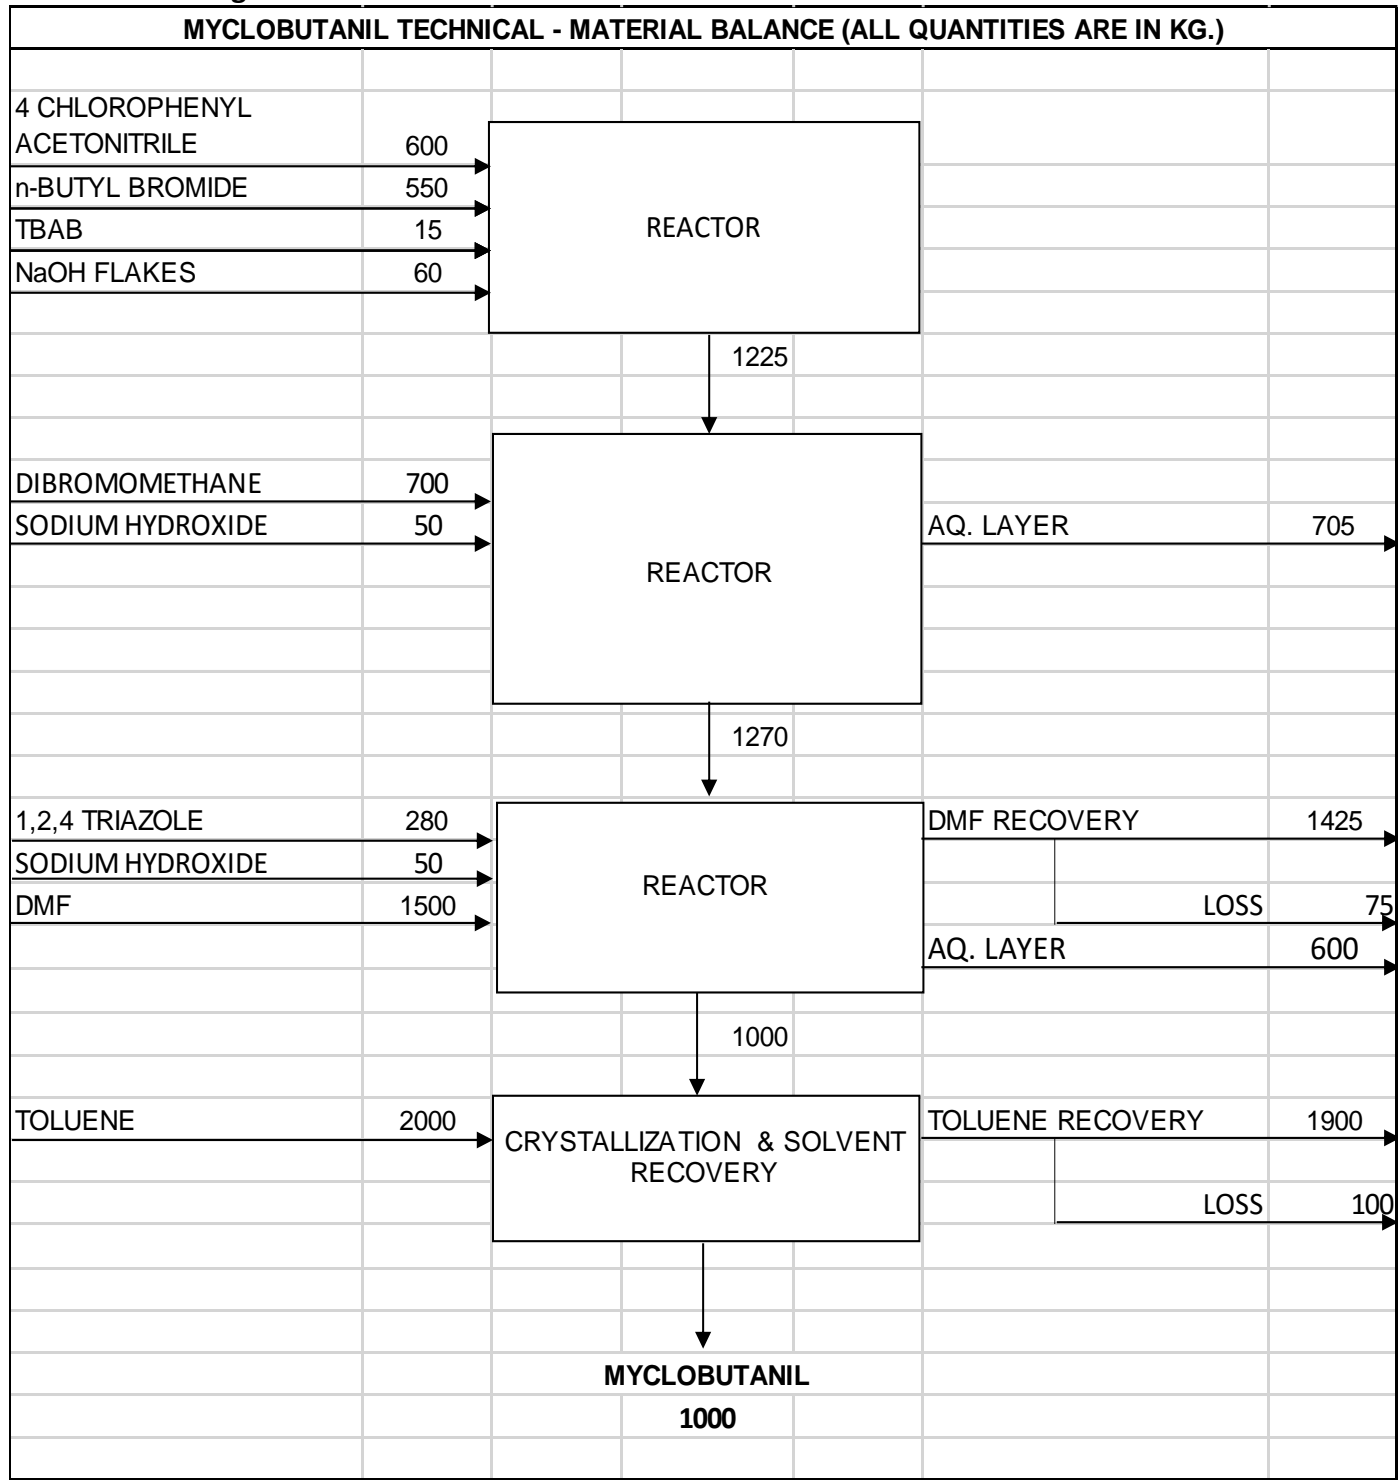 MYCLOBUTANIL TECHNICAL - MATERIAL BALANCE (ALL QUANTITIES ARE IN KG.)
4 CHLOROPHENYL
ACETONITRILE 600
n-BUTYL BROMIDE 550
TBAB 15
REACTOR
NaOH FLAKES 60
1225
DIBROMOMETHANE 700
SODIUM HYDROXIDE 50
AQ. LAYER 705
REACTOR
1270
1,2,4 TRIAZOLE 280
DMF RECOVERY 1425
SODIUM HYDROXIDE 50
REACTOR
DMF 1500
LOSS 75
AQ. LAYER 600
1000
TOLUENE 2000
TOLUENE RECOVERY 1900
CRYSTALLIZATION & SOLVENT
RECOVERY
LOSS 100
MYCLOBUTANIL
1000